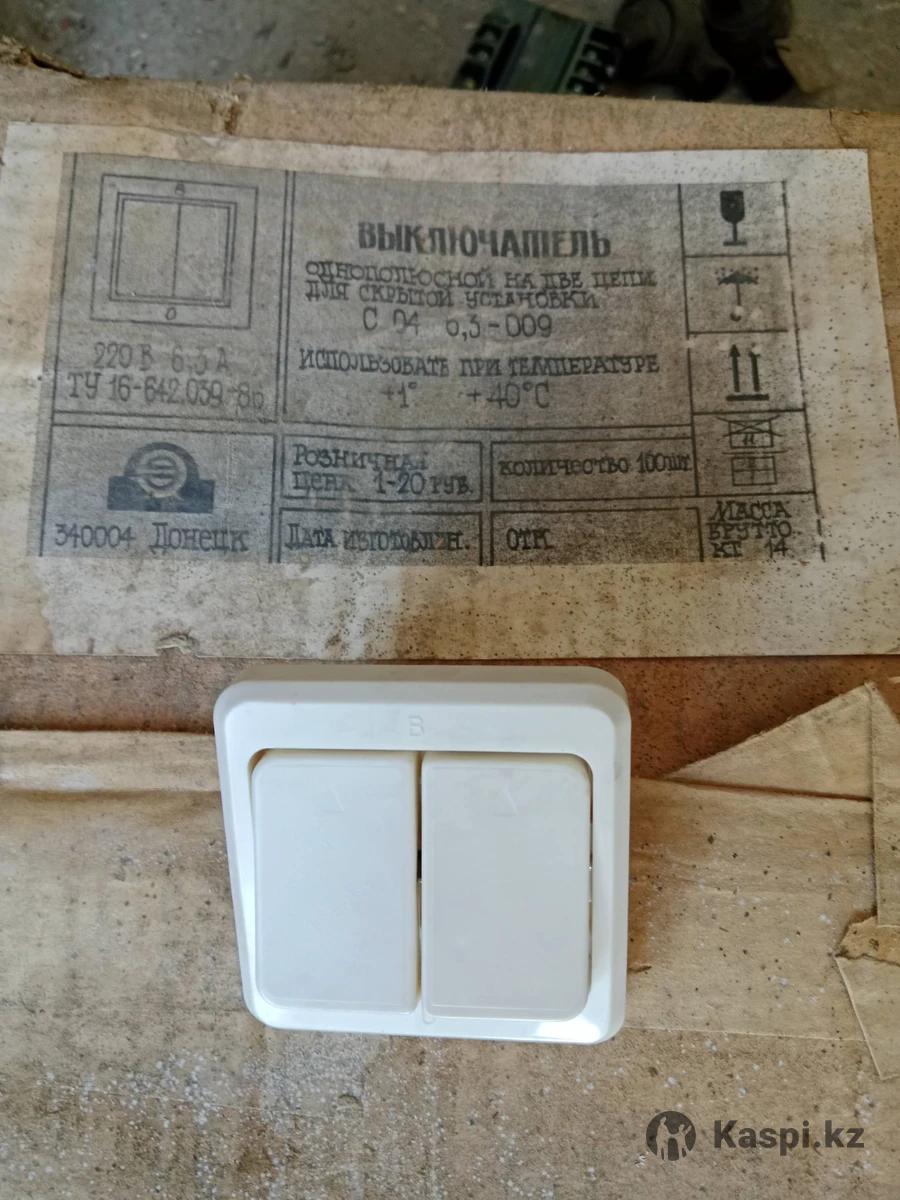 В
О
220 В 6,3 А
ТУ 16-642.039-86
ВЫКЛЮЧАТЕЛЬ
ОДНОПОЛЮСНОЙ НА ДВЕ ЦЕПИ
ДЛЯ СКРЫТОЙ УСТАНОВКИ
С 04 6,3-009
ИСПОЛЬЗОВАТЬ ПРИ ТЕМПЕРАТУРЕ
+1° +40°С
340004 ДОНЕЦК
РОЗНИЧНАЯ
ЦЕНА 1-20 РУБ.
КОЛИЧЕСТВО 100ШТ
ДАТА ИЗГОТОВЛЕН.
ОТК
МАССА
БРУТТО
КГ 14
В
О
Kaspi.kz